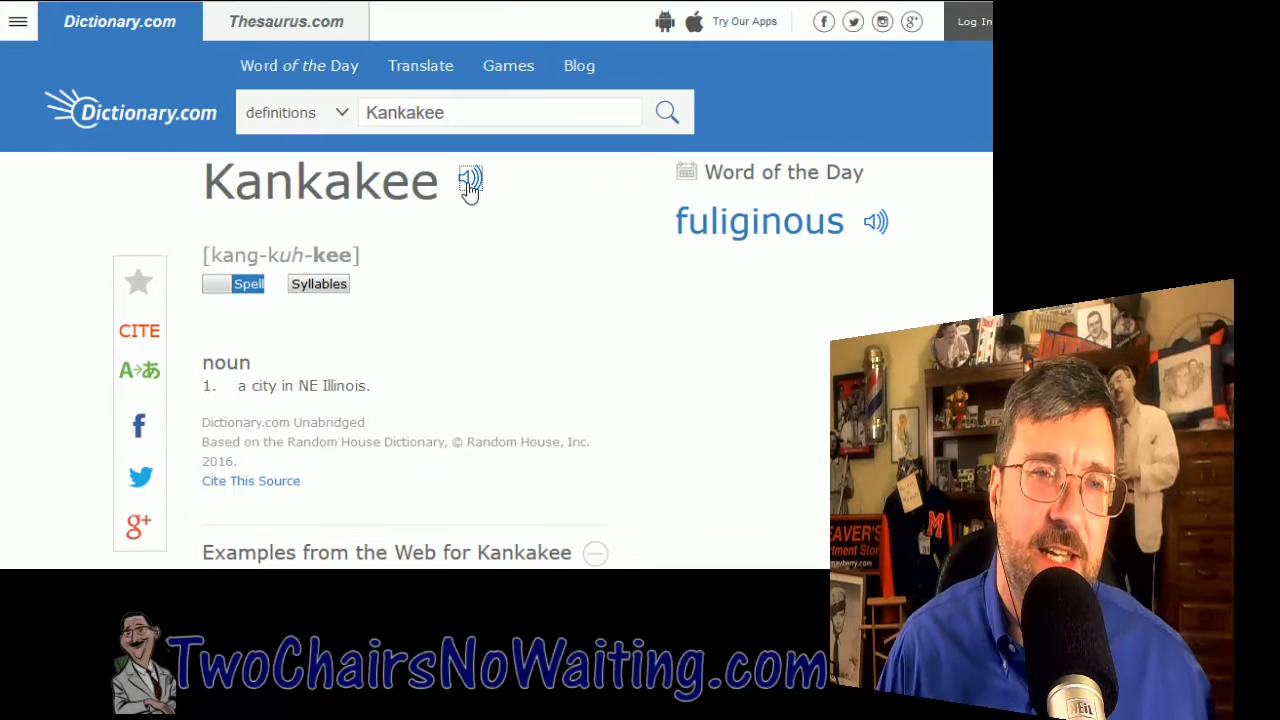 Dictionary.com
Thesaurus.com
Try Our Apps
Log In
Word of the Day
Translate
Games
Blog
Dictionary.com
definitions
Kankakee
Kankakee
Word of the Day
fuliginous
[kang-kuh-kee]
Spell
Syllables
CITE
A→あ
noun
1. a city in NE Illinois.
Dictionary.com Unabridged
Based on the Random House Dictionary, © Random House, Inc.
2016.
Cite This Source
g+
Examples from the Web for Kankakee
M
TwoChairsNoWaiting.com